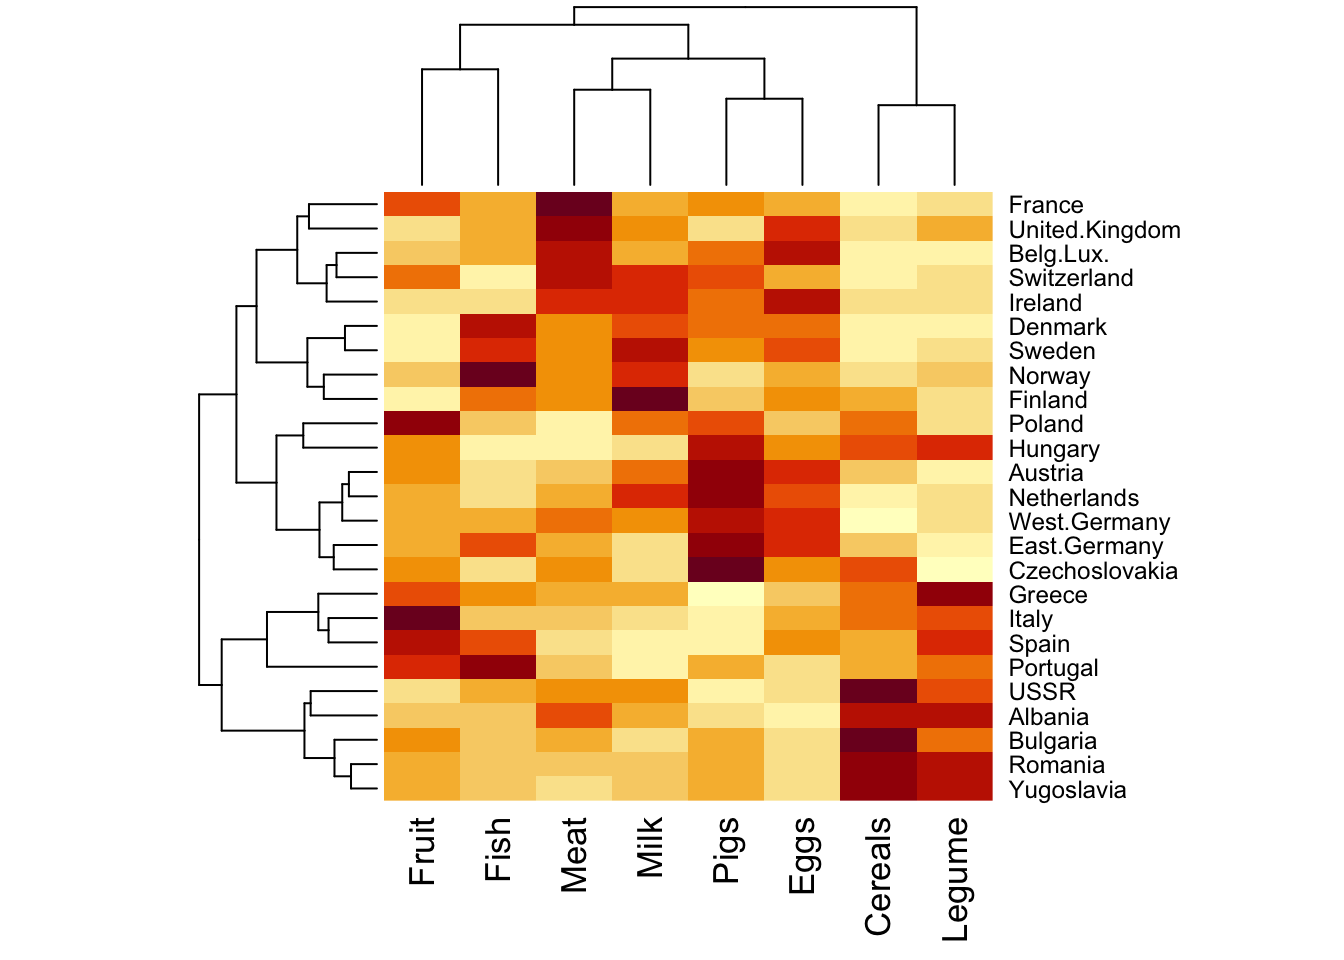 France
United.Kingdom
Belg.Lux.
Switzerland
Ireland
Denmark
Sweden
Norway
Finland
Poland
Hungary
Austria
Netherlands
West.Germany
East.Germany
Czechoslovakia
Greece
Italy
Spain
Portugal
USSR
Albania
Bulgaria
Romania
Yugoslavia
Fruit
Fish
Meat
Milk
Pigs
Eggs
Cereals
Legume